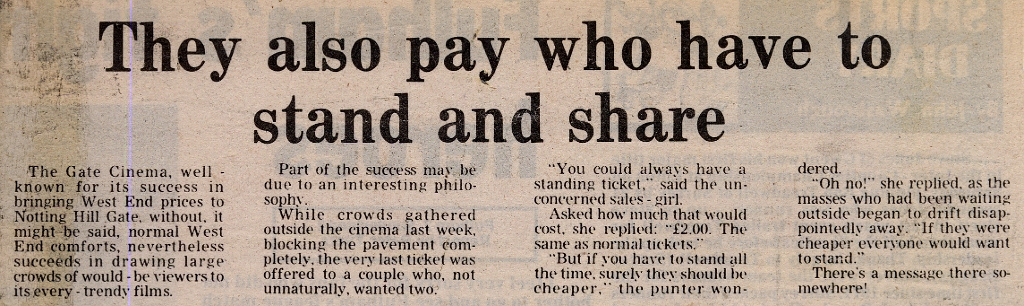 They also pay who have to
stand and share
The Gate Cinema, well -
known for its success in
bringing West End prices to
Notting Hill Gate, without, it
might be said, normal West
End comforts, nevertheless
succeeds in drawing large
crowds of would - be viewers to
its every - trendy films.
Part of the success may be
due to an interesting philo-
sophy.
While crowds gathered
outside the cinema last week,
blocking the pavement com-
pletely, the very last ticket was
offered to a couple who, not
unnaturally, wanted two.
"You could always have a
standing ticket," said the un-
concerned sales - girl.
Asked how much that would
cost, she replied: "£2.00. The
same as normal tickets."
"But if you have to stand all
the time, surely they should be
cheaper," the punter won-
dered.
"Oh no!" she replied, as the
masses who had been waiting
outside began to drift disap-
pointedly away. "If they were
cheaper everyone would want
to stand."
There's a message there so-
mewhere!